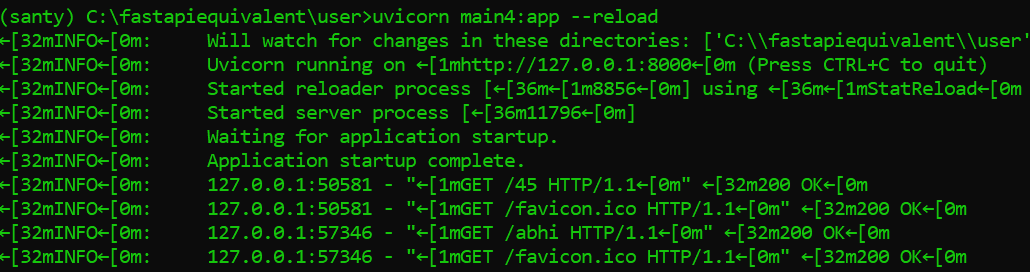 (santy) C:\fastapiequivalent\user>uvicorn main4:app --reload
←[32mINFO←[0m:     Will watch for changes in these directories: ['C:\\fastapiequivalent\\user'
←[32mINFO←[0m:     Uvicorn running on ←[1mhttp://127.0.0.1:8000←[0m (Press CTRL+C to quit)
←[32mINFO←[0m:     Started reloader process [←[36m←[1m8856←[0m] using ←[36m←[1mStatReload←[0m
←[32mINFO←[0m:     Started server process [←[36m11796←[0m]
←[32mINFO←[0m:     Waiting for application startup.
←[32mINFO←[0m:     Application startup complete.
←[32mINFO←[0m:     127.0.0.1:50581 - "←[1mGET /45 HTTP/1.1←[0m" ←[32m200 OK←[0m
←[32mINFO←[0m:     127.0.0.1:50581 - "←[1mGET /favicon.ico HTTP/1.1←[0m" ←[32m200 OK←[0m
←[32mINFO←[0m:     127.0.0.1:57346 - "←[1mGET /abhi HTTP/1.1←[0m" ←[32m200 OK←[0m
←[32mINFO←[0m:     127.0.0.1:57346 - "←[1mGET /favicon.ico HTTP/1.1←[0m" ←[32m200 OK←[0m